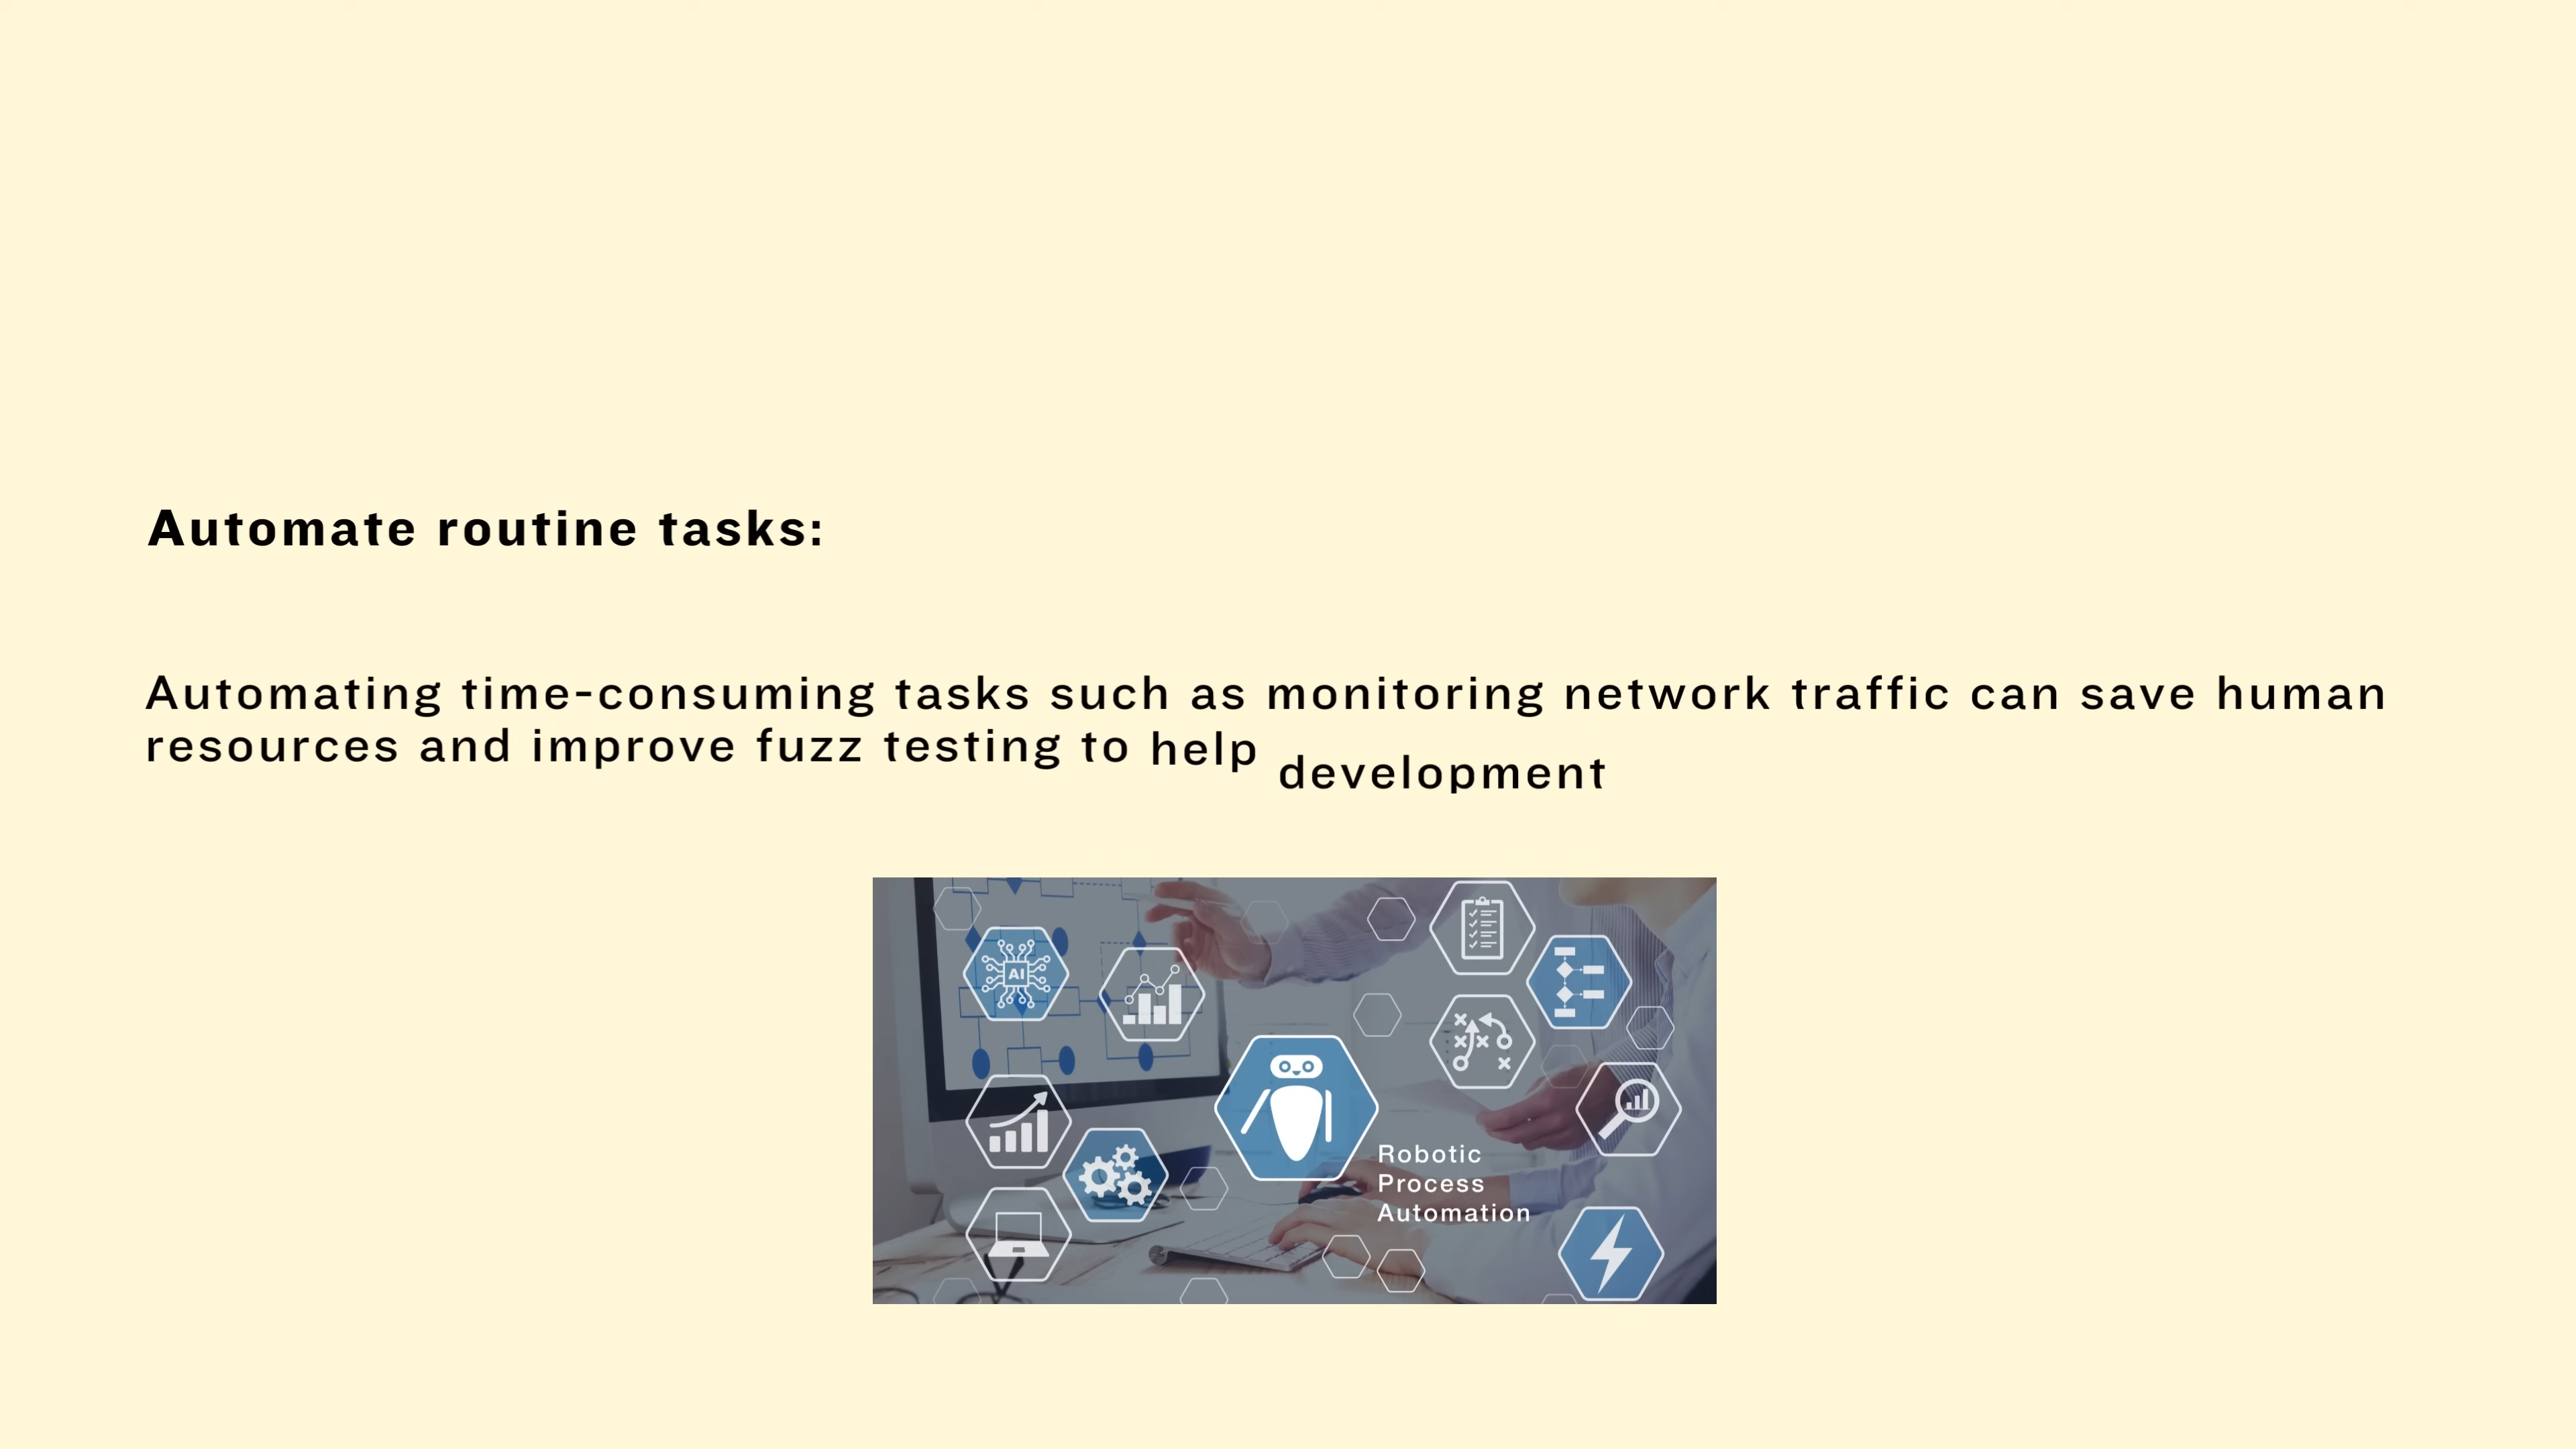 Automate routine tasks:
Automating time-consuming tasks such as monitoring network traffic can save human
resources and improve fuzz testing to help development
AI
Robotic
Process
Automation